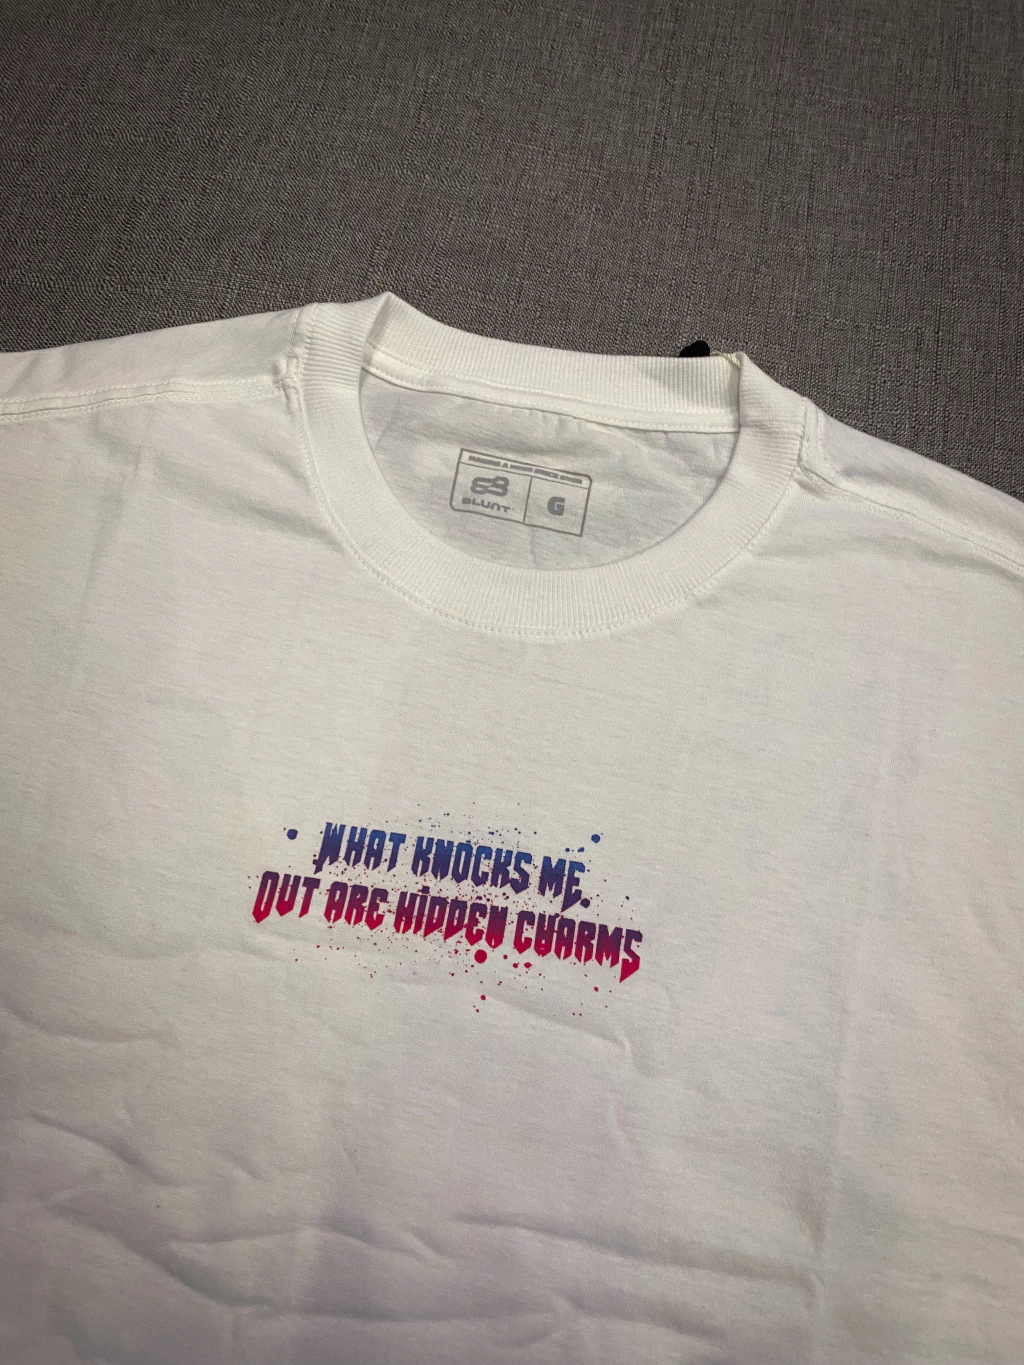 BLUNT
G
WHAT KNOCKS ME.
OUT ARE HIDDEN CHARMS